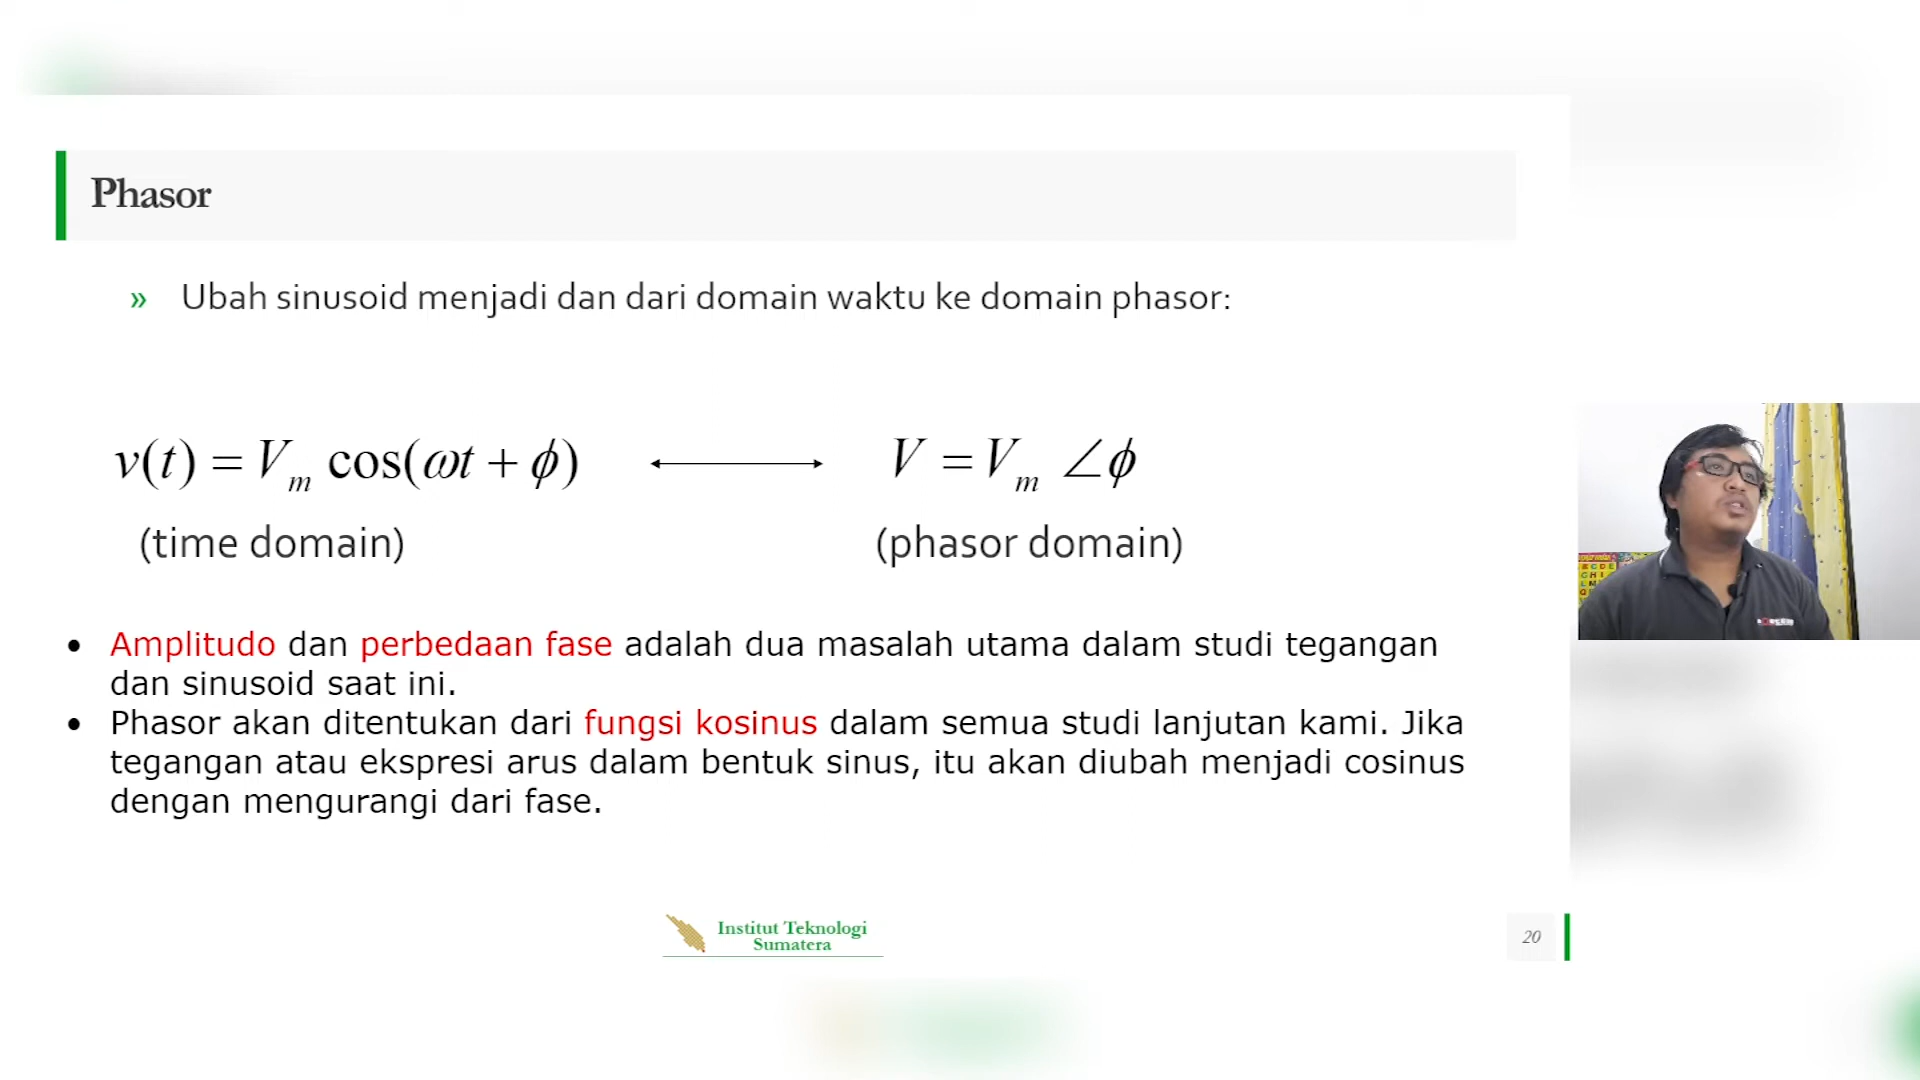 Phasor
» Ubah sinusoid menjadi dan dari domain waktu ke domain phasor:
v(t) = V_m cos(ωt + ϕ) ⟷ V = V_m ∠ϕ
(time domain) (phasor domain)
• Amplitudo dan perbedaan fase adalah dua masalah utama dalam studi tegangan
dan sinusoid saat ini.
• Phasor akan ditentukan dari fungsi kosinus dalam semua studi lanjutan kami. Jika
tegangan atau ekspresi arus dalam bentuk sinus, itu akan diubah menjadi cosinus
dengan mengurangi dari fase.
Institut Teknologi
Sumatera
20